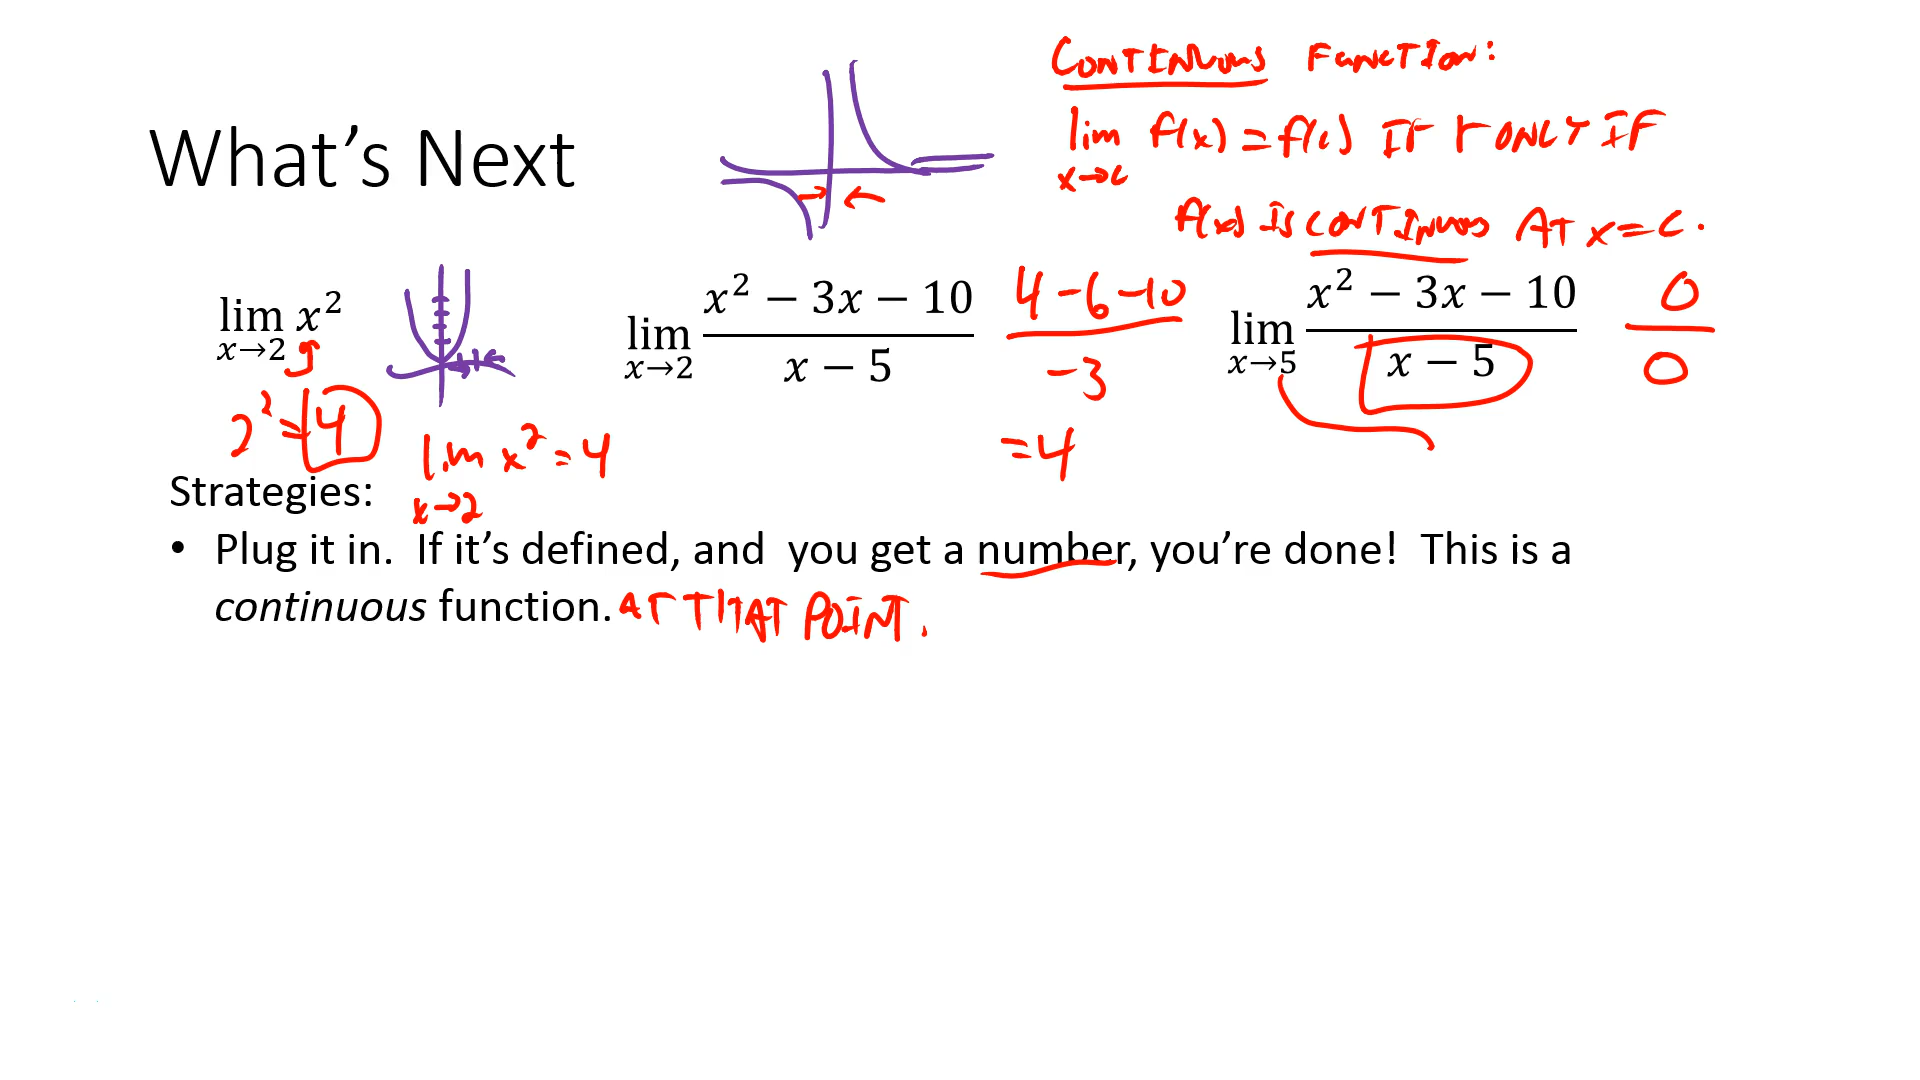 CONTINUOUS FUNCTION:
What's Next
lim f(x) = f(c) IF + ONLY IF
x→c
f(x) IS CONTINUOUS AT x = C.
lim x→2 x²
2² = 4
lim x² = 4
x→2
lim x→2 (x² − 3x − 10)/(x − 5)
(4 - 6 - 10)/(-3)
= 4
lim x→5 (x² − 3x − 10)/(x − 5)
0/0
Strategies:
• Plug it in. If it's defined, and you get a number, you're done! This is a
continuous function. AT THAT POINT.